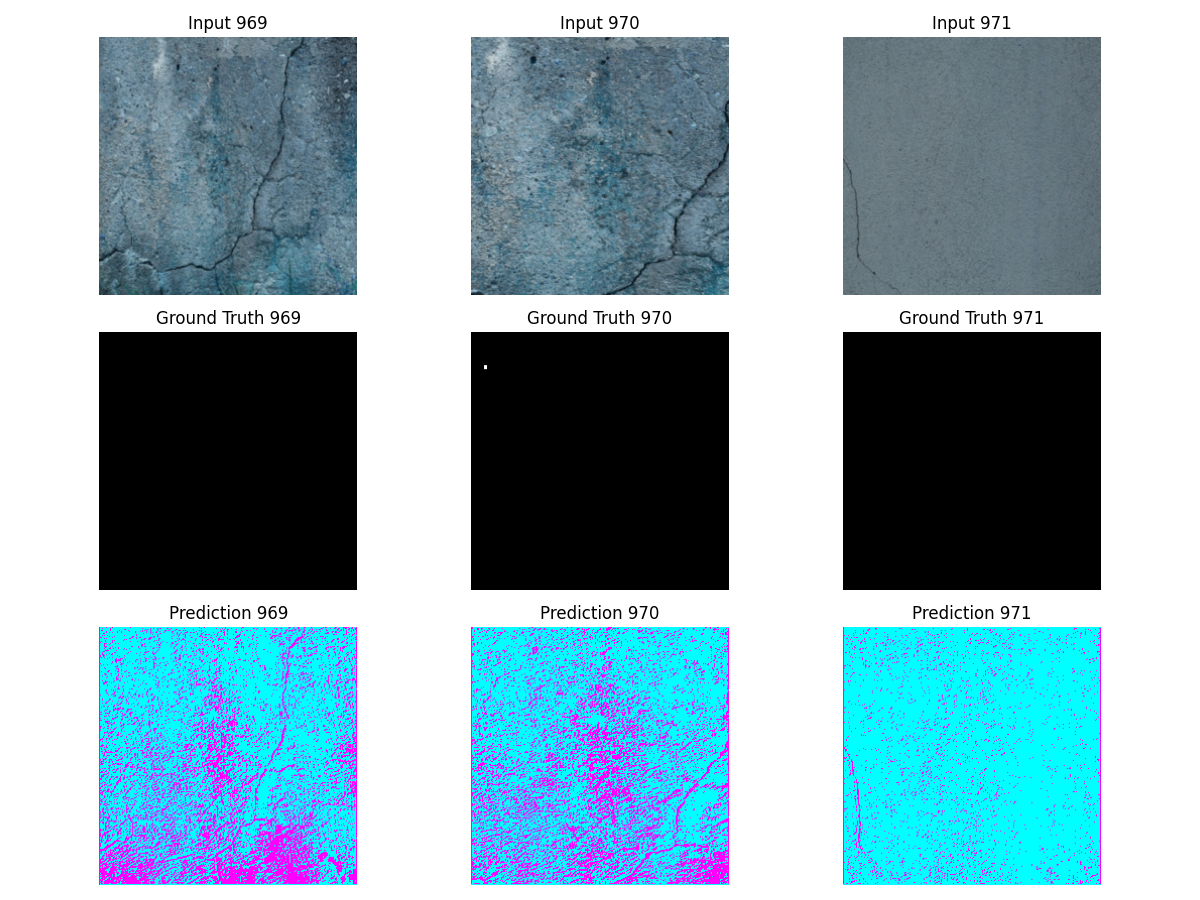 Input 969
Input 970
Input 971
Ground Truth 969
Ground Truth 970
Ground Truth 971
Prediction 969
Prediction 970
Prediction 971